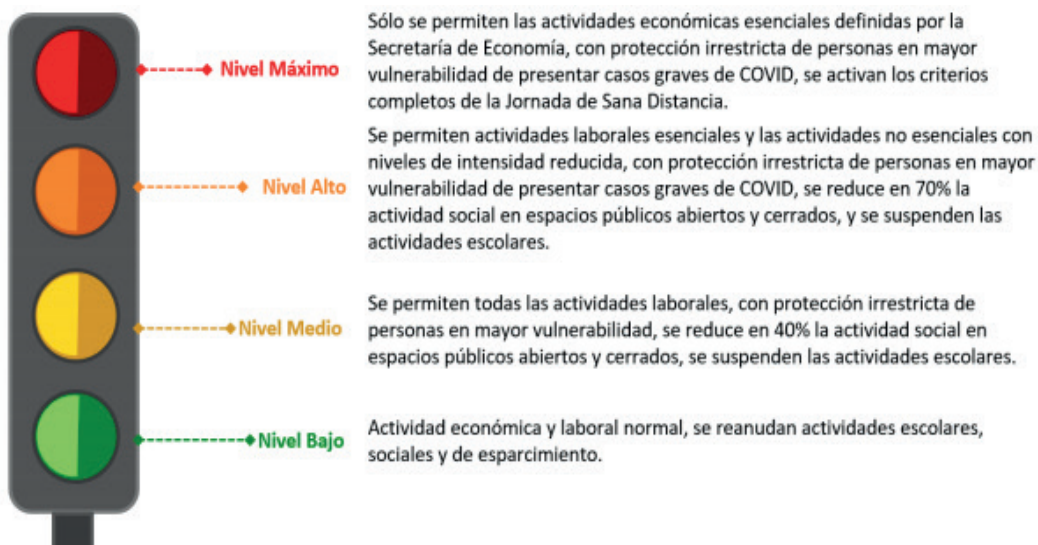 Sólo se permiten las actividades económicas esenciales definidas por la
Secretaría de Economía, con protección irrestricta de personas en mayor
Nivel Máximo
vulnerabilidad de presentar casos graves de COVID, se activan los criterios
completos de la Jornada de Sana Distancia.
Se permiten actividades laborales esenciales y las actividades no esenciales con
niveles de intensidad reducida, con protección irrestricta de personas en mayor
Nivel Alto
vulnerabilidad de presentar casos graves de COVID, se reduce en 70% la
actividad social en espacios públicos abiertos y cerrados, y se suspenden las
actividades escolares.
Se permiten todas las actividades laborales, con protección irrestricta de
Nivel Medio
personas en mayor vulnerabilidad, se reduce en 40% la actividad social en
espacios públicos abiertos y cerrados, se suspenden las actividades escolares.
Nivel Bajo
Actividad económica y laboral normal, se reanudan actividades escolares,
sociales y de esparcimiento.